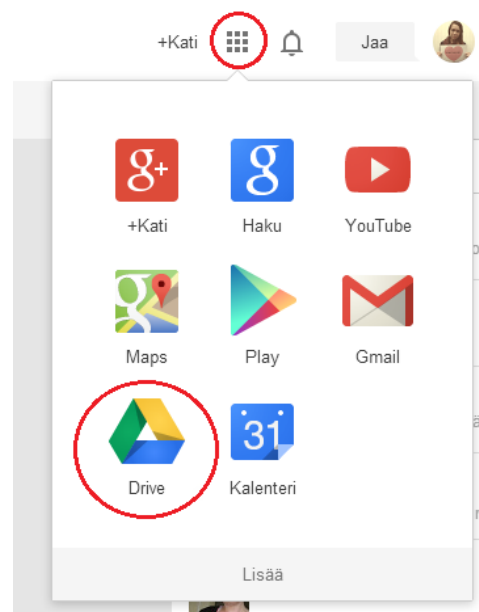 +Kati Jaa
g+ g
+Kati Haku YouTube
g
Maps Play Gmail
31
Drive Kalenteri
Lisää